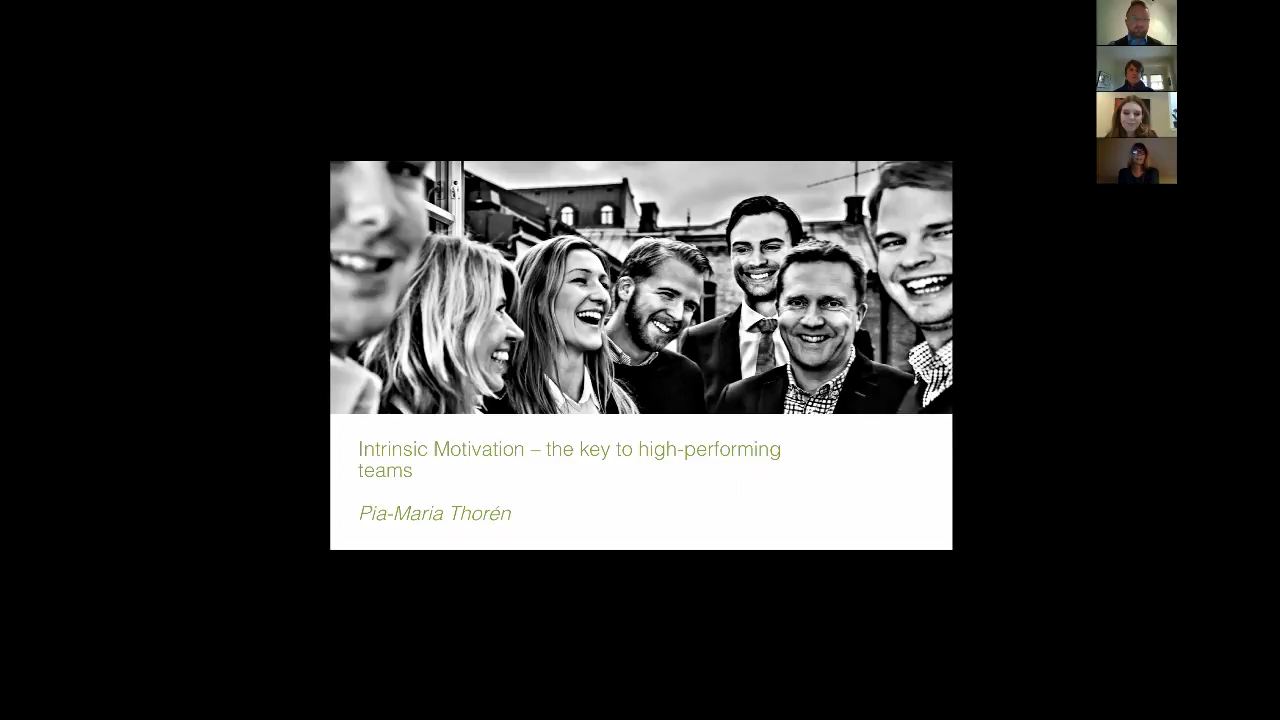 Intrinsic Motivation – the key to high-performing
teams
Pia-Maria Thorén